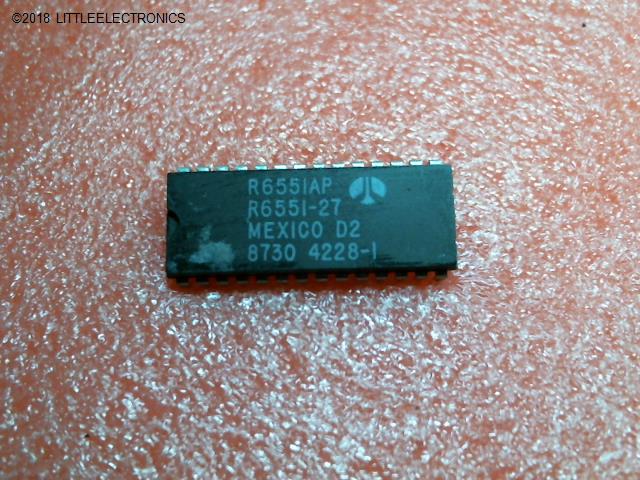 ©2018 LITTLEELECTRONICS
R6551AP
R6551-27
MEXICO D2
8730 4228-1